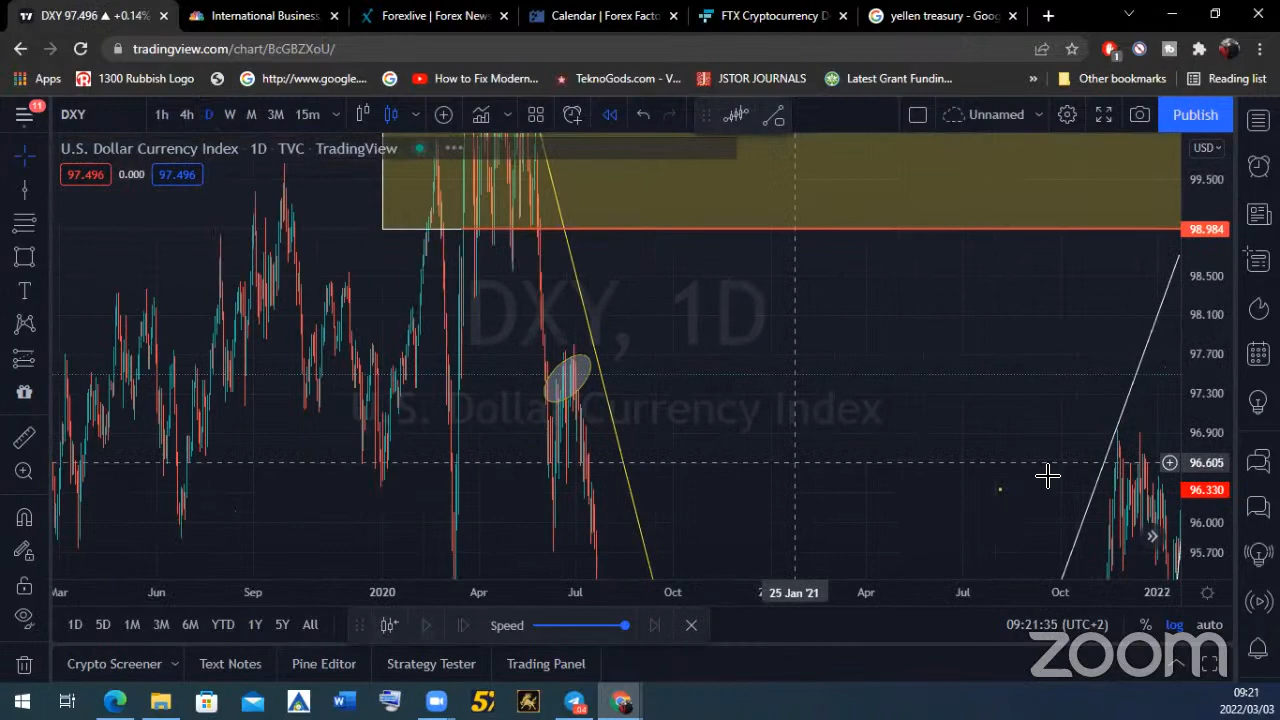 DXY 97.496 ▲ +0.14%
International Business,
Forexlive | Forex News
Calendar | Forex Facto
FTX Cryptocurrency D
yellen treasury - Goog
tradingview.com/chart/BcGBZXoU/
Apps
1300 Rubbish Logo
http://www.google....
How to Fix Modern...
TeknoGods.com - V...
JSTOR JOURNALS
Latest Grant Fundin...
»
Other bookmarks
Reading list
11
DXY
1h 4h D W M 3M 15m
Unnamed
Publish
U.S. Dollar Currency Index · 1D · TVC · TradingView
USD
97.496 0.000 97.496
99.500
98.984
98.500
98.100
97.700
97.300
96.900
96.605
96.330
96.000
95.700
DXY, 1D
U.S. Dollar Currency Index
Mar Jun Sep 2020 Apr Jul Oct 25 Jan '21 Apr Jul Oct 2022
1D 5D 1M 3M 6M YTD 1Y 5Y All
Speed
09:21:35 (UTC+2)
% log auto
zoom
Crypto Screener
Text Notes
Pine Editor
Strategy Tester
Trading Panel
09:21
2022/03/03